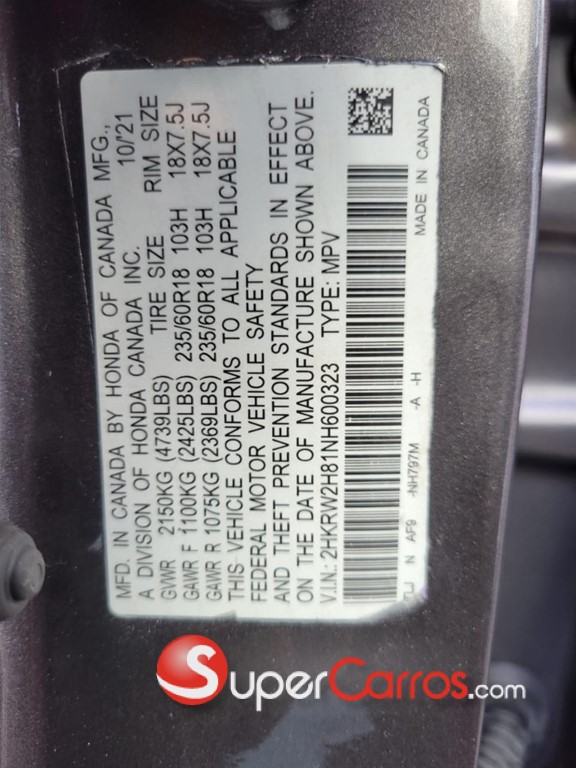 MFD. IN CANADA BY HONDA OF CANADA MFG.,
A DIVISION OF HONDA CANADA INC. 10/'21
GVWR 2150KG (4739LBS) TIRE SIZE RIM SIZE
GAWR F 1100KG (2425LBS) 235/60R18 103H 18X7.5J
GAWR R 1075KG (2369LBS) 235/60R18 103H 18X7.5J
THIS VEHICLE CONFORMS TO ALL APPLICABLE
FEDERAL MOTOR VEHICLE SAFETY
AND THEFT PREVENTION STANDARDS IN EFFECT
ON THE DATE OF MANUFACTURE SHOWN ABOVE.
V.I.N.: 2HKRW2H81NH600323 TYPE: MPV
TLJ N AF9 -NH797M -A -H MADE IN CANADA
SuperCarros.com